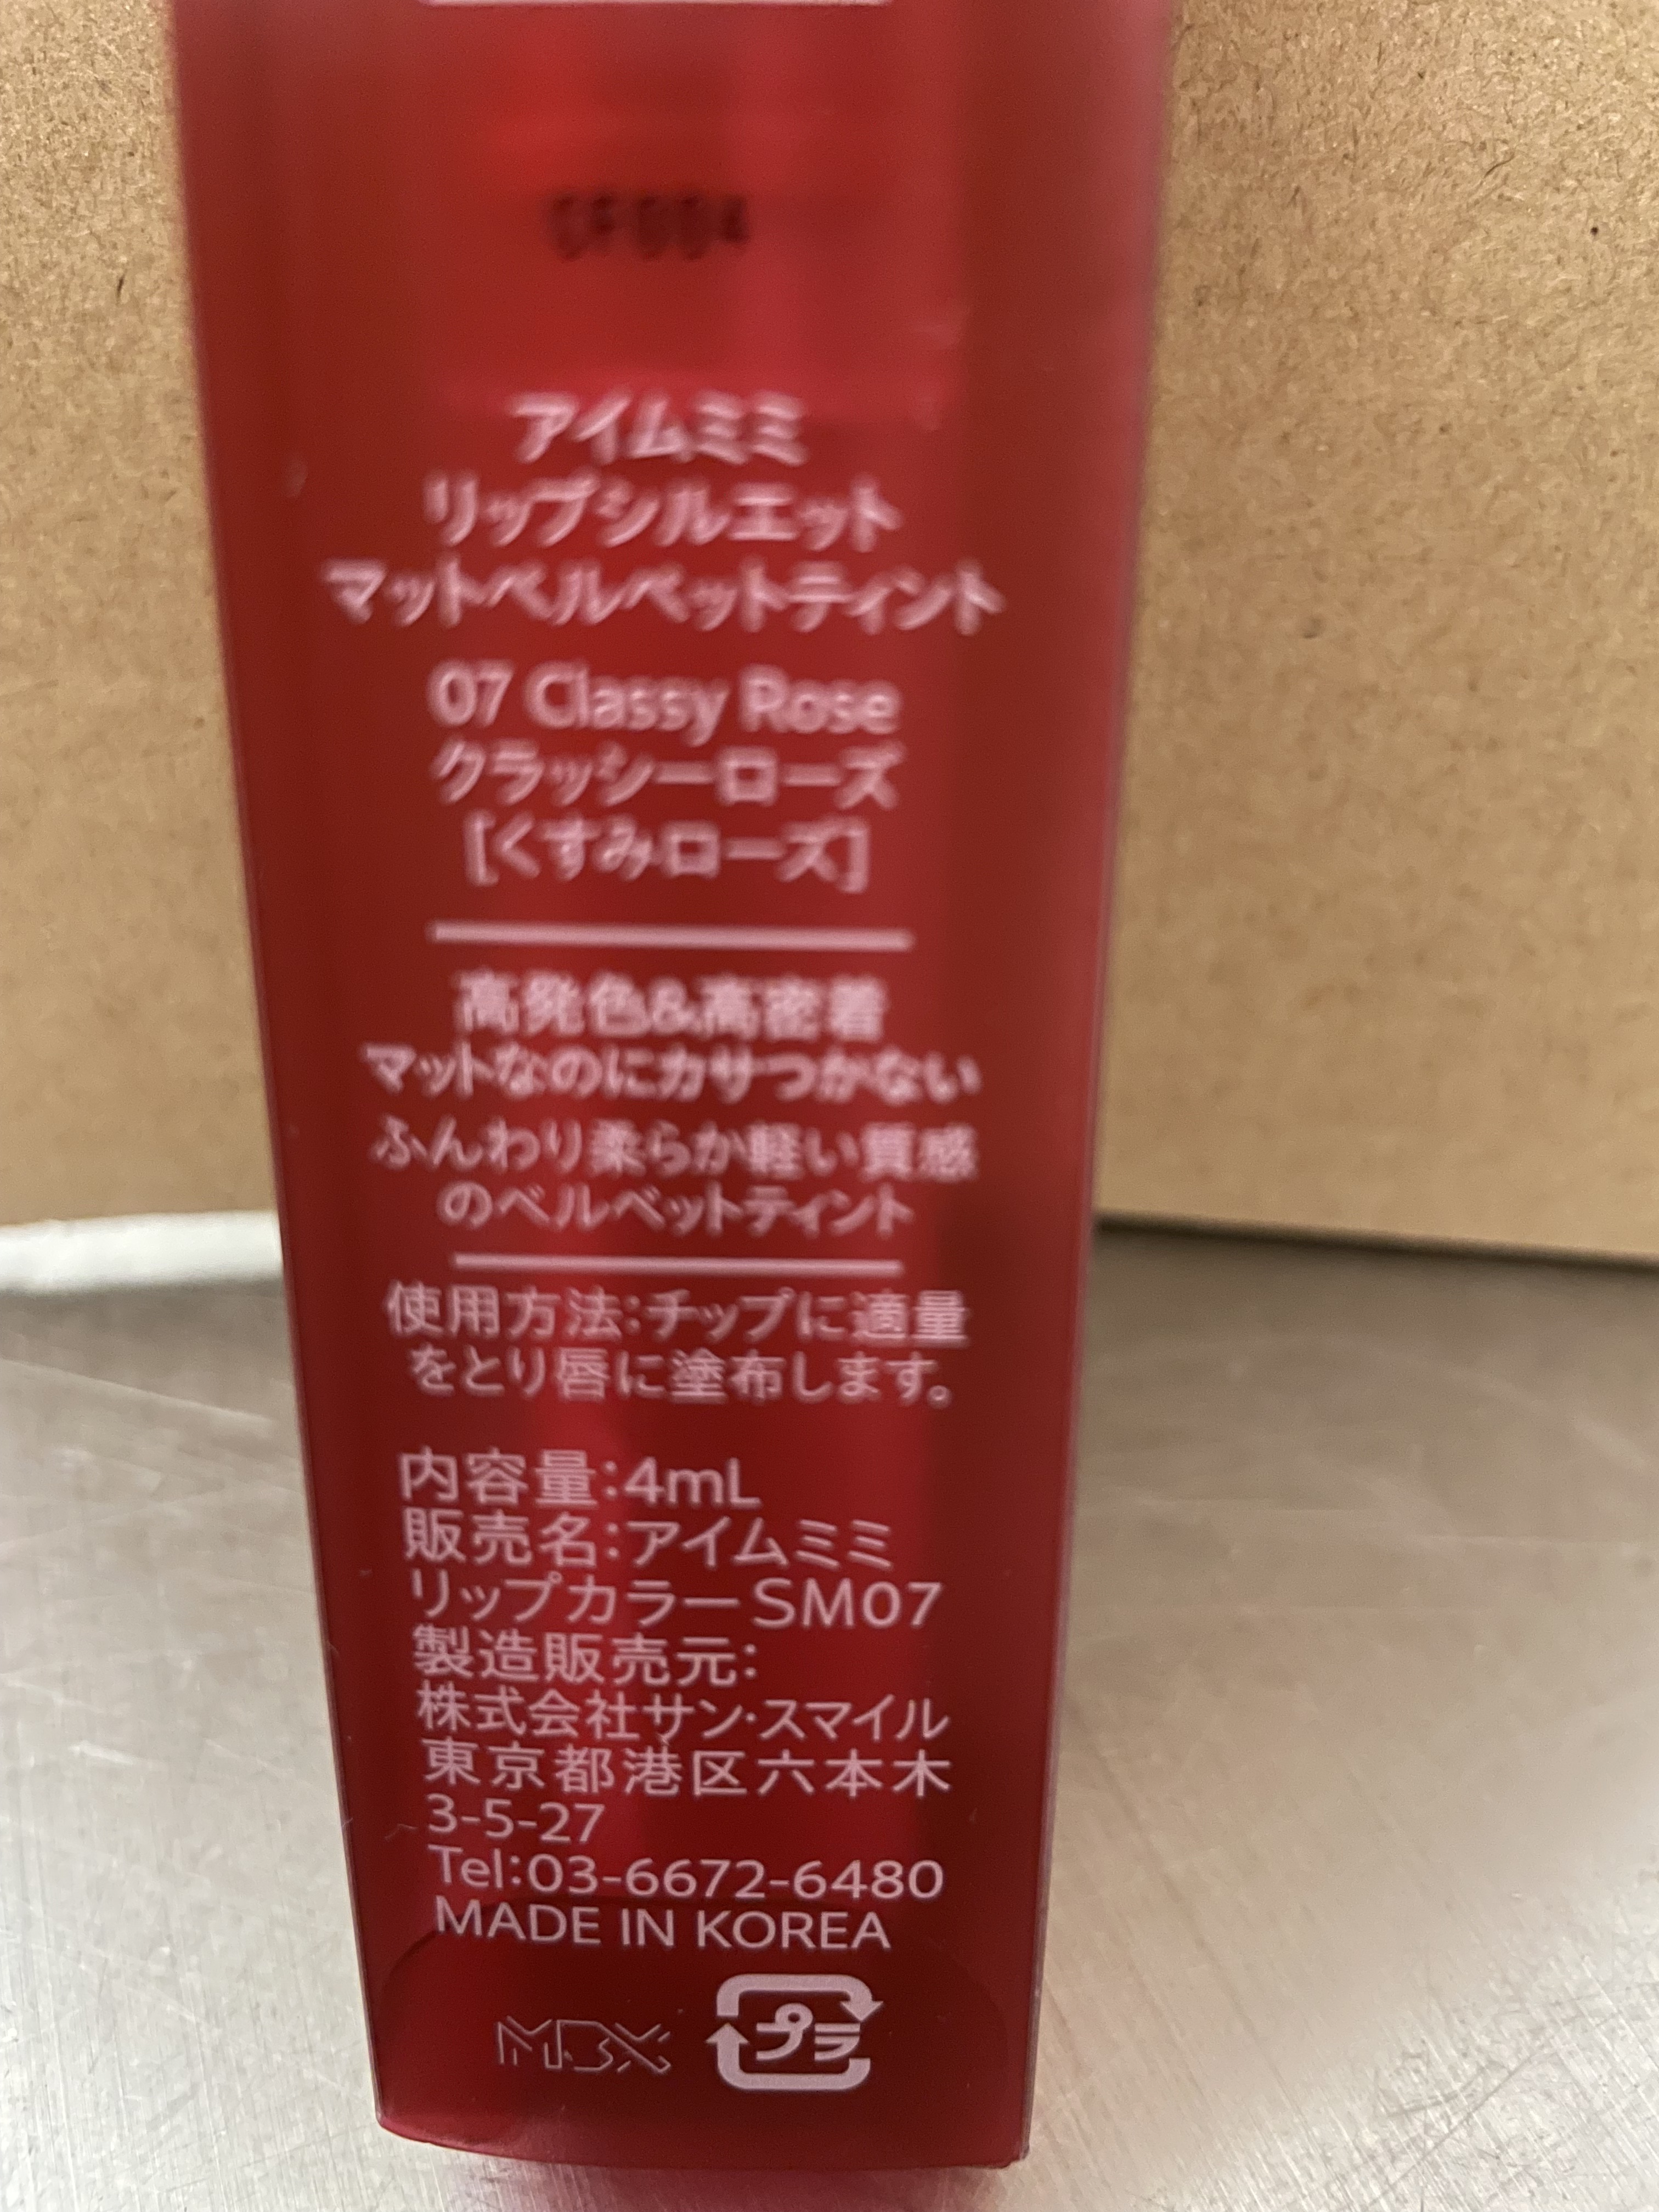 アイムミミ
リップシルエット
マットベルベットティント
07 Classy Rose
クラッシーローズ
[くすみローズ]
高発色&高密着
マットなのにカサつかない
ふんわり柔らか軽い質感
のベルベットティント
使用方法:チップに適量
をとり唇に塗布します。
内容量:4mL
販売名:アイムミミ
リップカラー SM07
製造販売元:
株式会社サン・スマイル
東京都港区六本木
3-5-27
Tel:03-6672-6480
MADE IN KOREA
MBX プラ